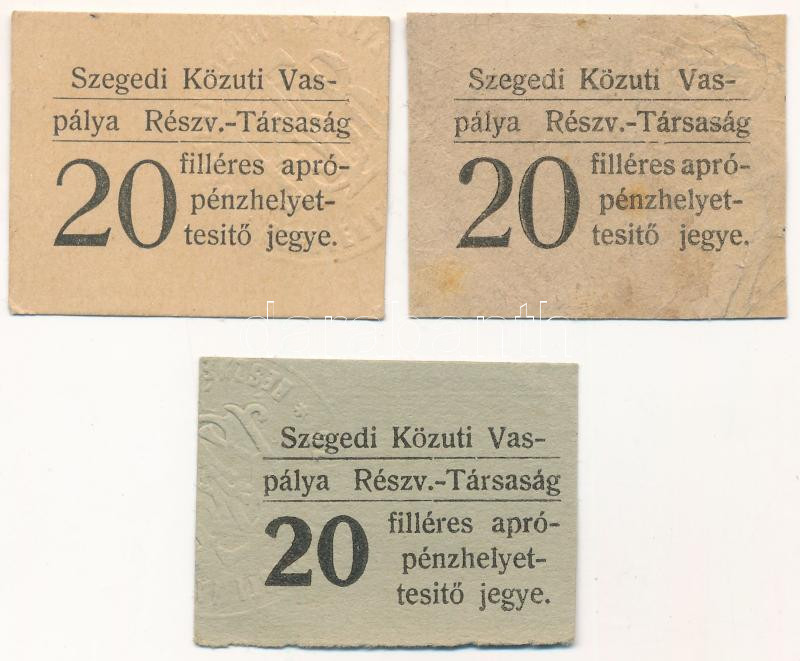 Szegedi Közuti Vas-
pálya Részv.-Társaság
20 filléres apró-
pénzhelyet-
tesitő jegye.
Szegedi Közuti Vas-
pálya Részv.-Társaság
20 filléres apró-
pénzhelyet-
tesitő jegye.
darabanth
Szegedi Közuti Vas-
pálya Részv.-Társaság
20 filléres apró-
pénzhelyet-
tesitő jegye.